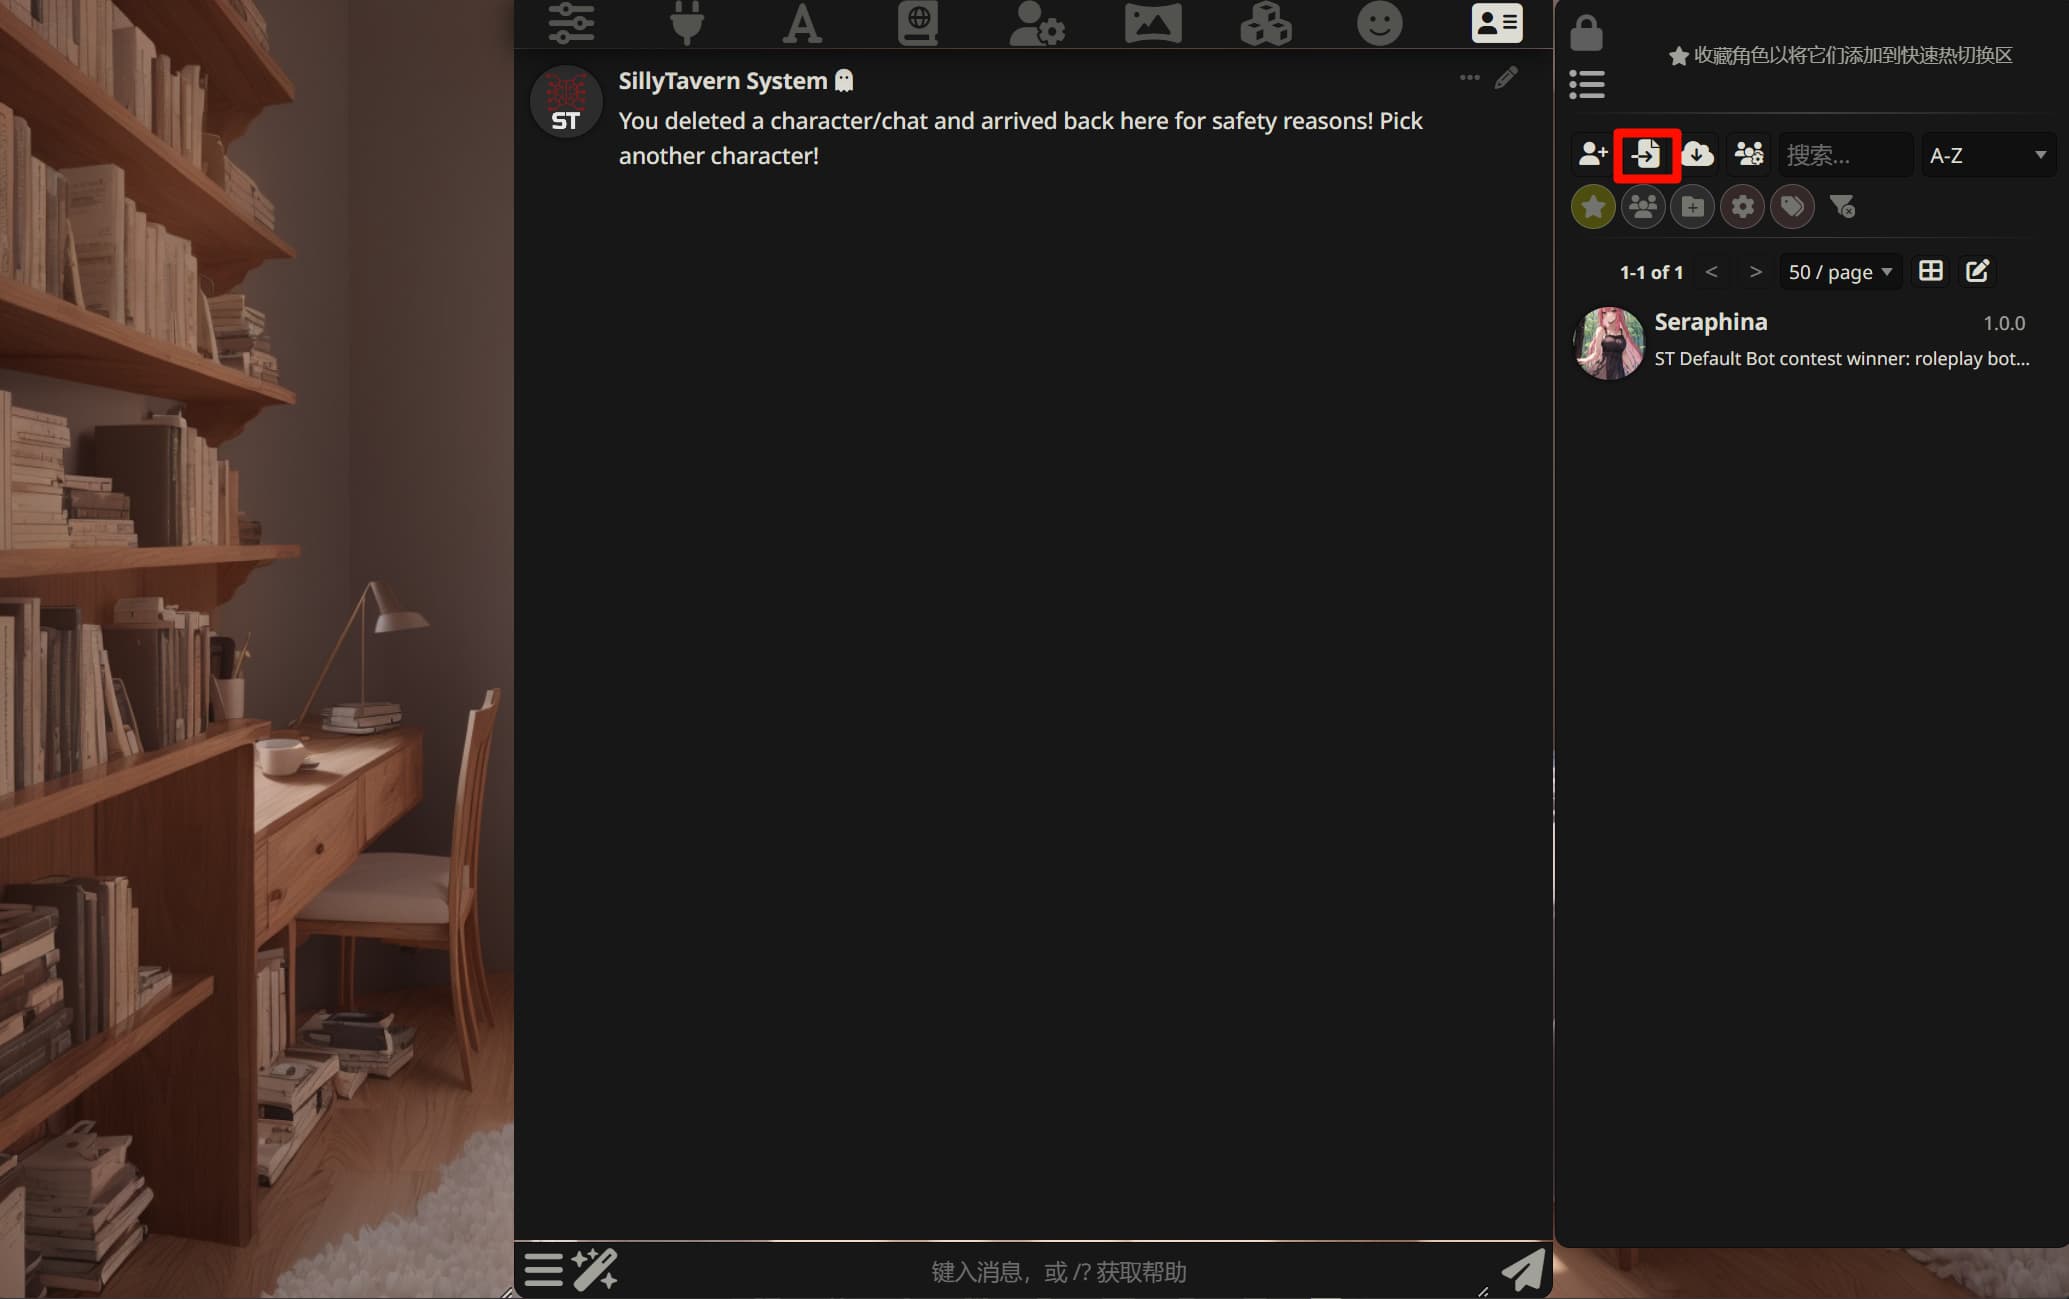 SillyTavern System
ST
You deleted a character/chat and arrived back here for safety reasons! Pick
another character!
收藏角色以将它们添加到快速热切换区
搜索...
A-Z
1-1 of 1 < > 50 / page
Seraphina 1.0.0
ST Default Bot contest winner: roleplay bot...
键入消息，或 /? 获取帮助